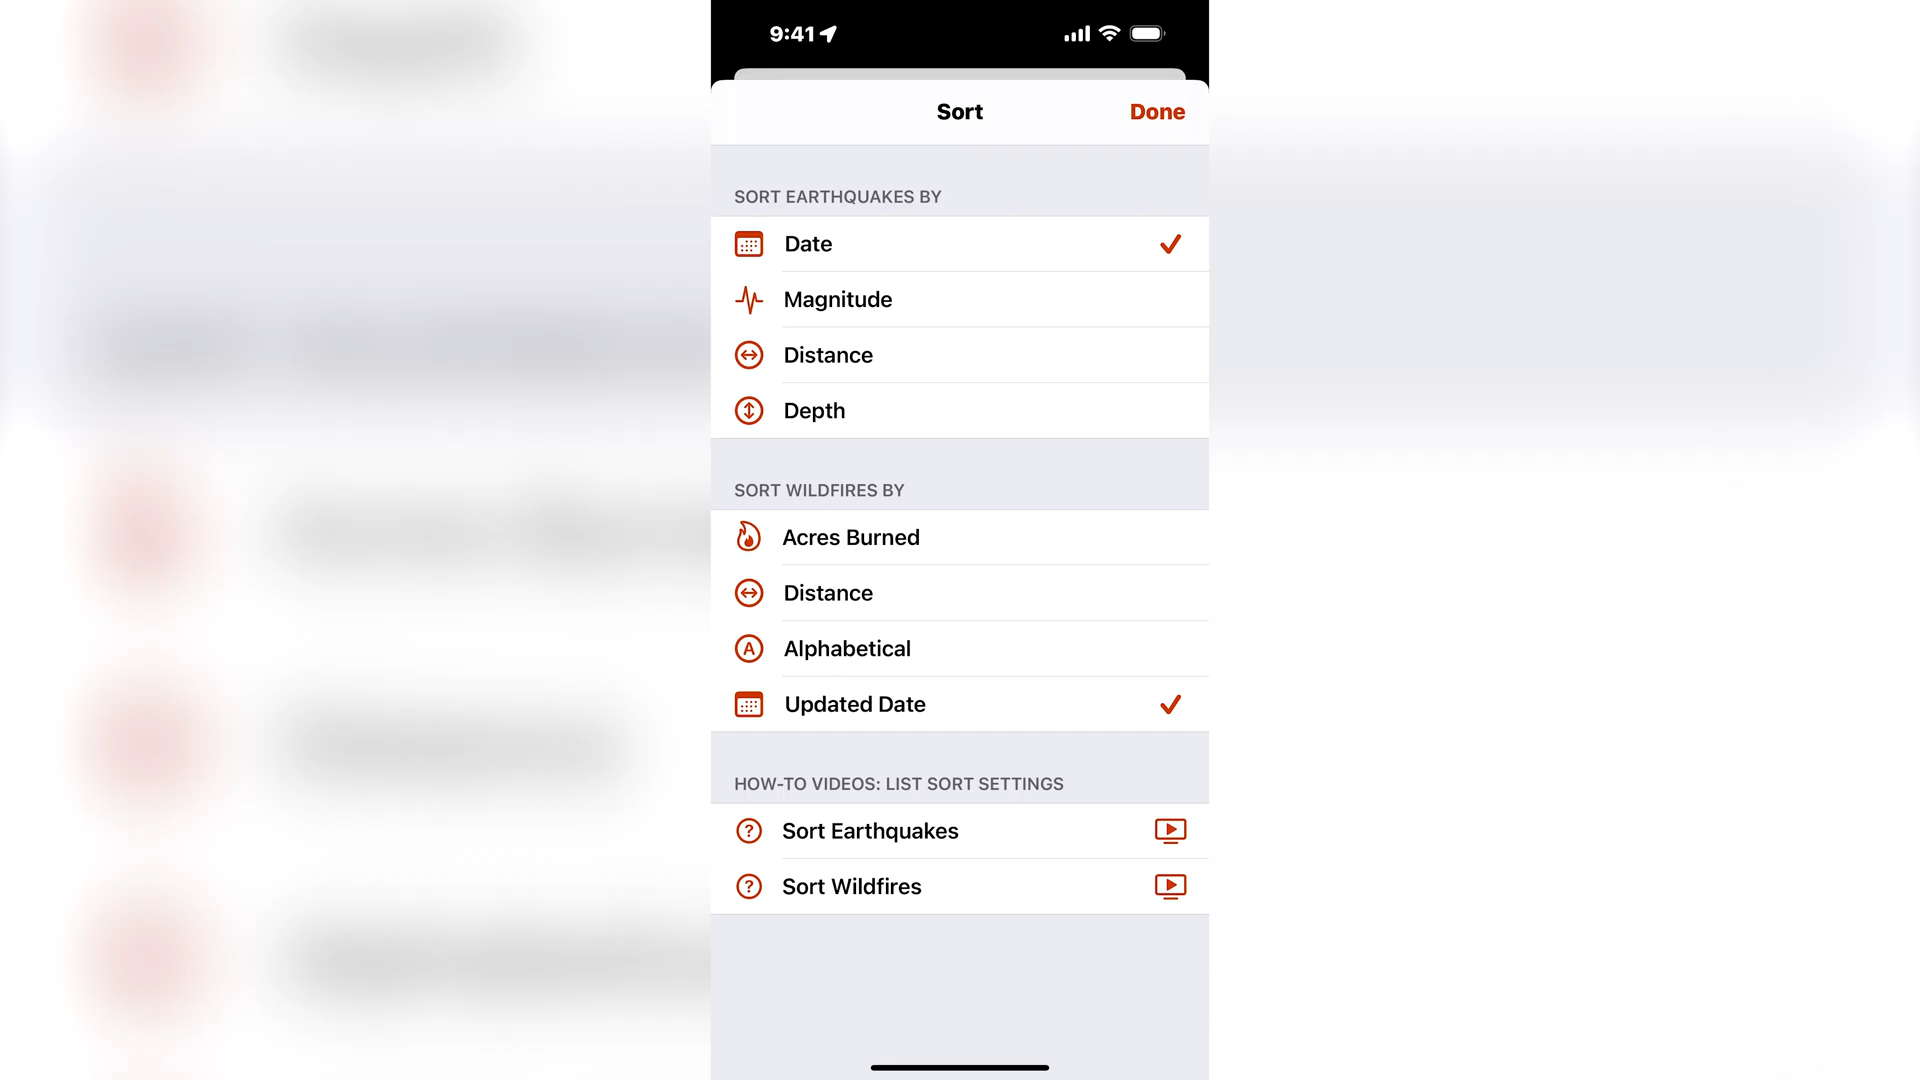 9:41
Sort
Done
SORT EARTHQUAKES BY
Date
Magnitude
Distance
Depth
SORT WILDFIRES BY
Acres Burned
Distance
A Alphabetical
Updated Date
HOW-TO VIDEOS: LIST SORT SETTINGS
? Sort Earthquakes
? Sort Wildfires